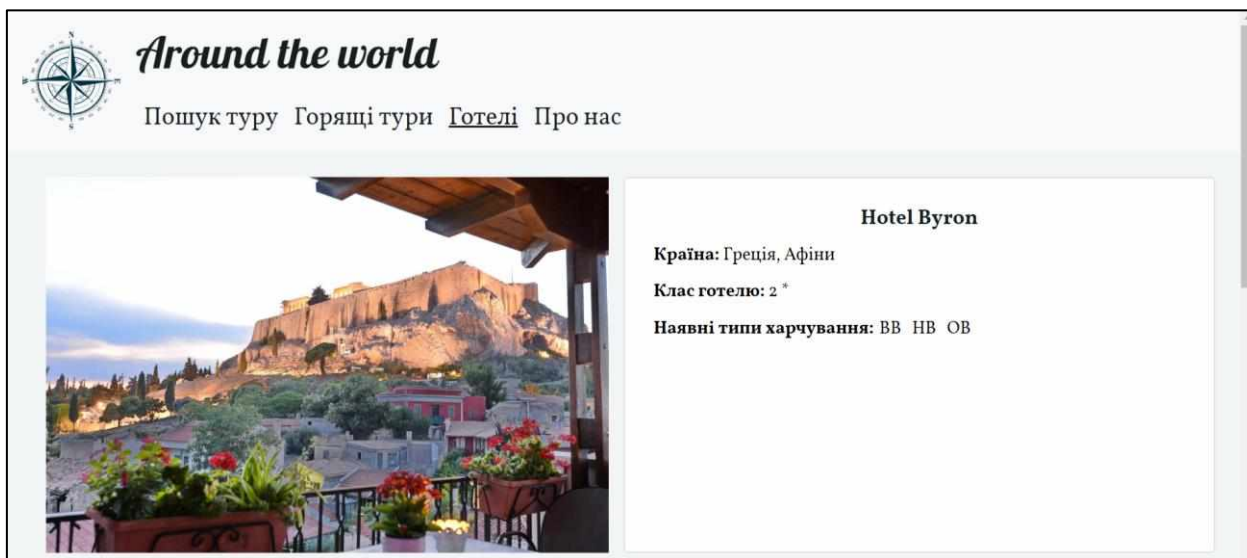 Around the world
Пошук туру Горящі тури Готелі Про нас
Hotel Byron
Країна: Греція, Афіни
Клас готелю: 2 *
Наявні типи харчування: BB HB OB